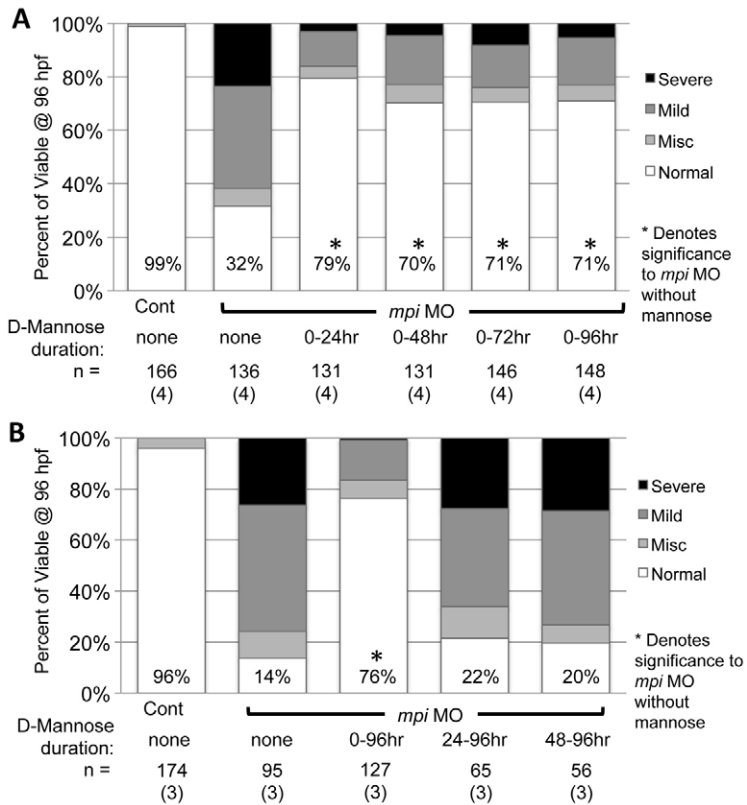 A
Percent of Viable @ 96 hpf
100%
80%
60%
40%
20%
0%
99%
32%
*
79%
*
70%
*
71%
*
71%
Severe
Mild
Misc
Normal
* Denotes
significance
to mpi MO
without
mannose
Cont
mpi MO
D-Mannose
duration:
none none 0-24hr 0-48hr 0-72hr 0-96hr
n = 166 136 131 131 146 148
(4) (4) (4) (4) (4) (4)
B
Percent of Viable @ 96 hpf
100%
80%
60%
40%
20%
0%
96%
14%
*
76%
22%
20%
Severe
Mild
Misc
Normal
* Denotes
significance to
mpi MO
without
mannose
Cont
mpi MO
D-Mannose
duration:
none none 0-96hr 24-96hr 48-96hr
n = 174 95 127 65 56
(3) (3) (3) (3) (3)